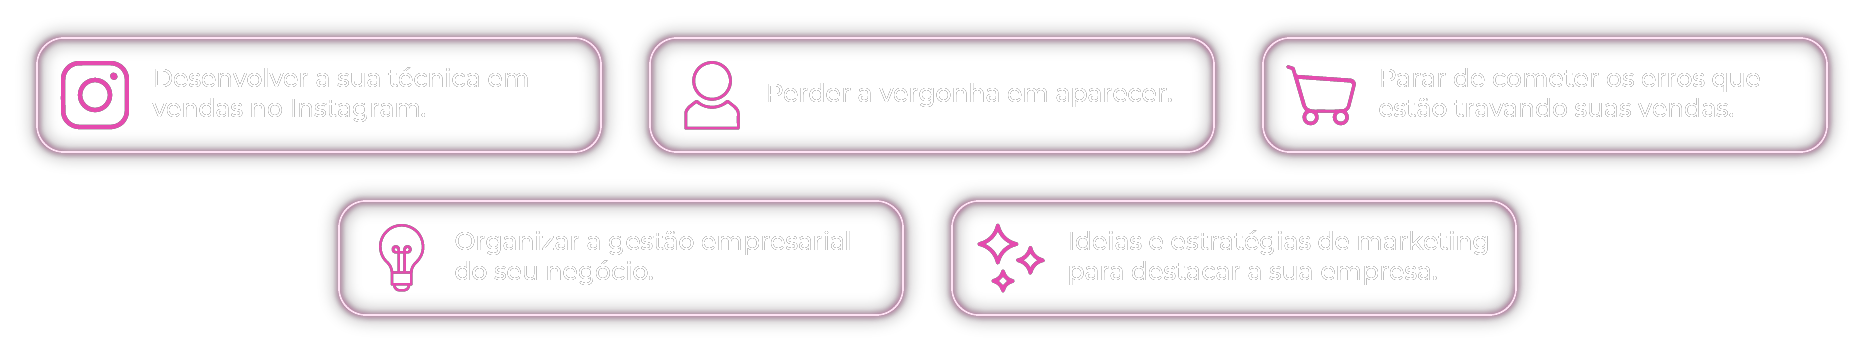 Desenvolver a sua técnica em
vendas no Instagram.
Perder a vergonha em aparecer.
Parar de cometer os erros que
estão travando suas vendas.
Organizar a gestão empresarial
do seu negócio.
Ideias e estratégias de marketing
para destacar a sua empresa.